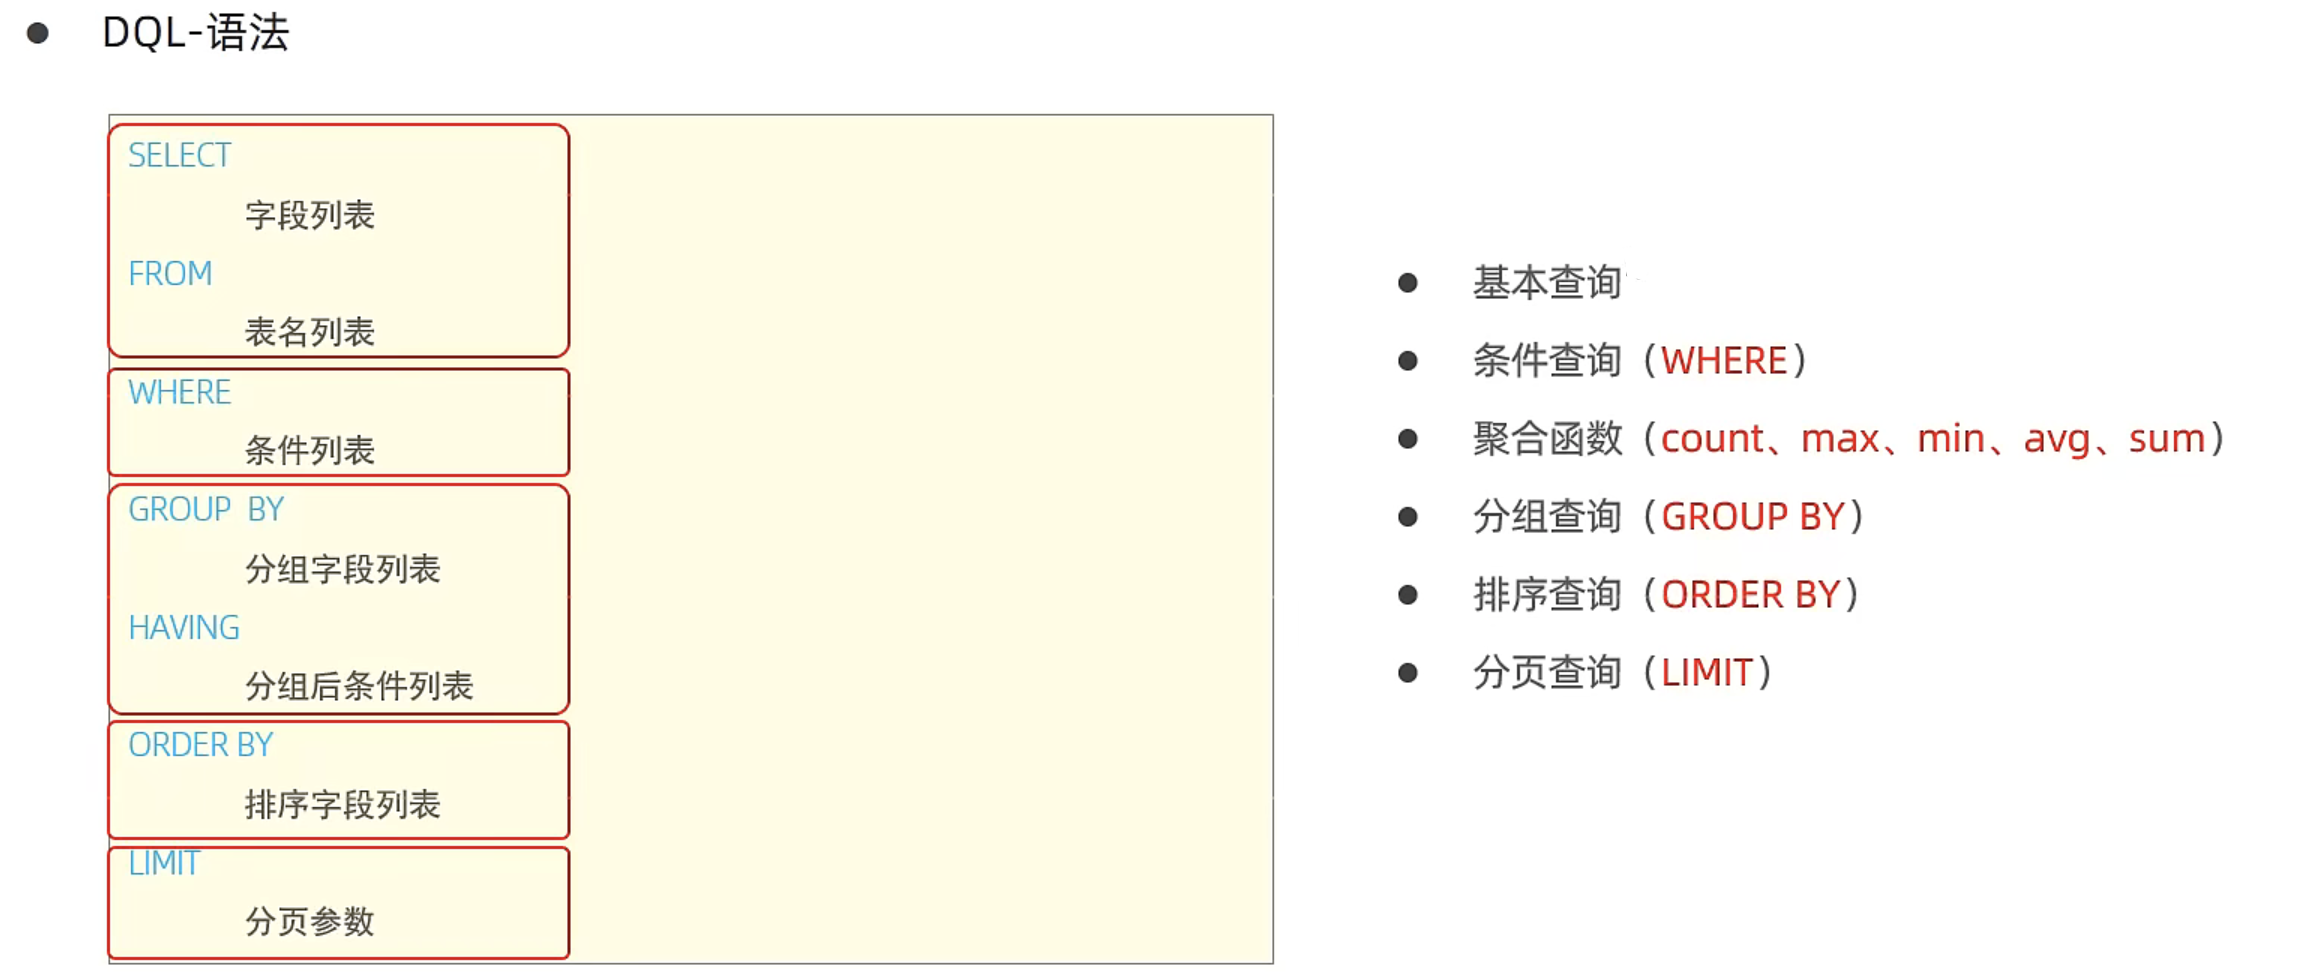 DQL-语法
SELECT
字段列表
FROM
表名列表
WHERE
条件列表
GROUP BY
分组字段列表
HAVING
分组后条件列表
ORDER BY
排序字段列表
LIMIT
分页参数
基本查询
条件查询（WHERE）
聚合函数（count、max、min、avg、sum）
分组查询（GROUP BY）
排序查询（ORDER BY）
分页查询（LIMIT）